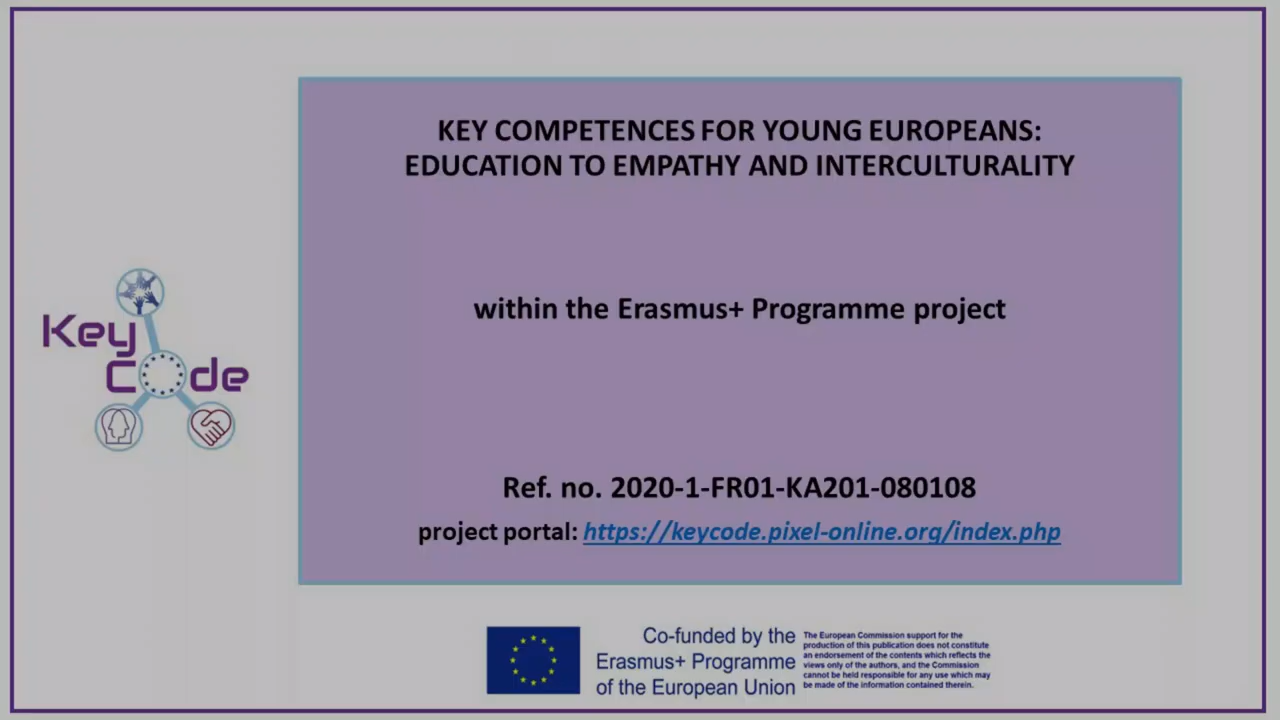 KEY COMPETENCES FOR YOUNG EUROPEANS:
EDUCATION TO EMPATHY AND INTERCULTURALITY
within the Erasmus+ Programme project
Key
Code
Ref. no. 2020-1-FR01-KA201-080108
project portal: https://keycode.pixel-online.org/index.php
Co-funded by the
Erasmus+ Programme
of the European Union
The European Commission support for the
production of this publication does not constitute
an endorsement of the contents which reflects the
views only of the authors, and the Commission
cannot be held responsible for any use which may
be made of the information contained therein.